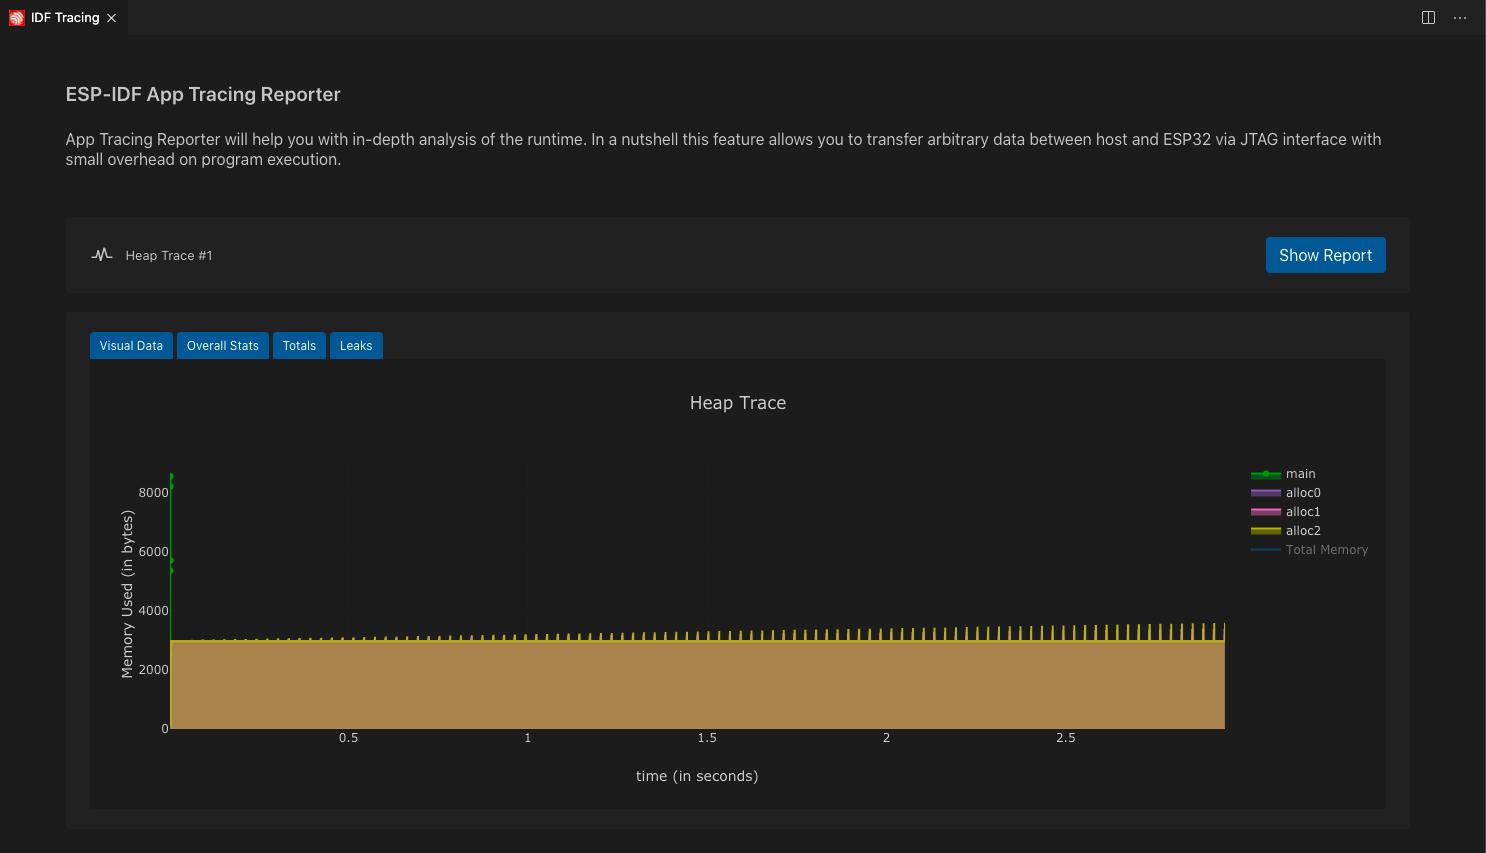 IDF Tracing
ESP-IDF App Tracing Reporter
App Tracing Reporter will help you with in-depth analysis of the runtime. In a nutshell this feature allows you to transfer arbitrary data between host and ESP32 via JTAG interface with
small overhead on program execution.
Heap Trace #1
Show Report
Visual Data
Overall Stats
Totals
Leaks
Heap Trace
Memory Used (in bytes)
8000
6000
4000
2000
0
0.5
1
1.5
2
2.5
time (in seconds)
main
alloc0
alloc1
alloc2
Total Memory